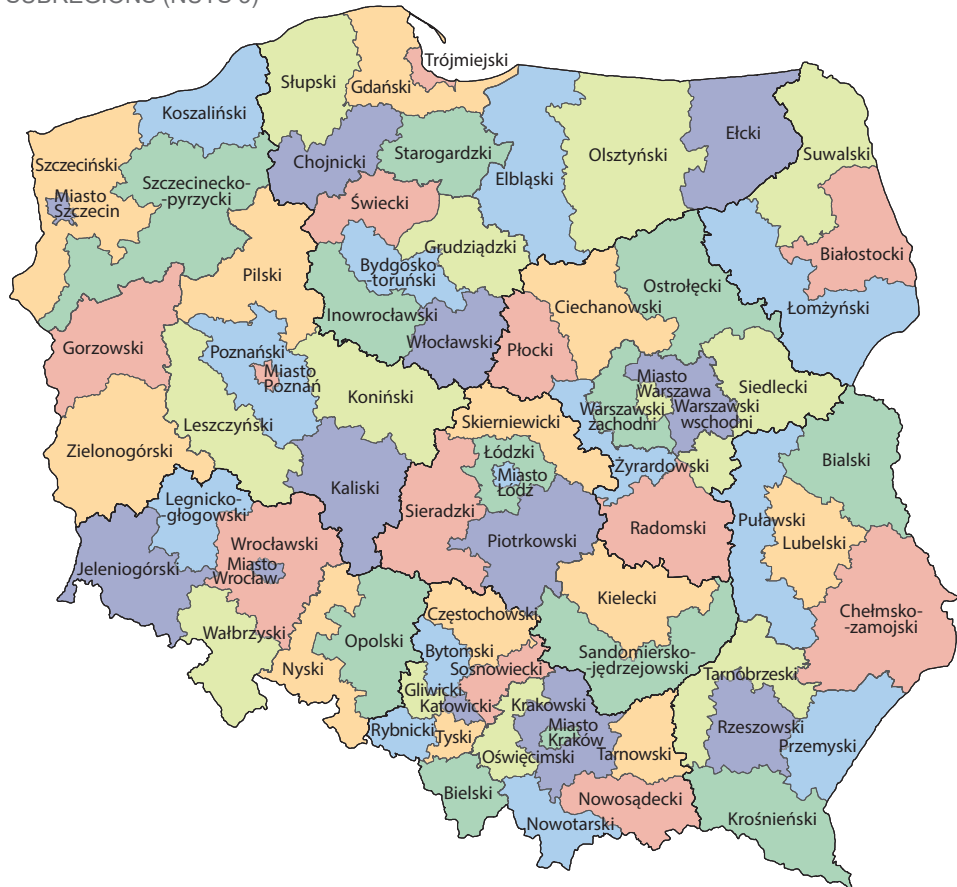 SUBREGIONS (NUTS 3)
Trójmiejski
Słupski
Gdański
Koszaliński
Ełcki
Szczeciński
Chojnicki
Starogardzki
Olsztyński
Suwalski
Elbląski
Szczecinecko-
-pyrzycki
Miasto
Szczecin
Świecki
Grudziądzki
Białostocki
Pilski
Bydgosko-
toruński
Ostrołęcki
Ciechanowski
Łomżyński
Inowrocławski
Włocławski
Płocki
Gorzowski
Poznański
Miasto
Poznań
Koniński
Miasto
Warszawa
Siedlecki
Warszawski
zachodni
Warszawski
wschodni
Leszczyński
Skierniewicki
Zielonogórski
Łódzki
Miasto
Łódź
Żyrardowski
Bialski
Legnicko-
-głogowski
Kaliski
Sieradzki
Radomski
Puławski
Lubelski
Wrocławski
Piotrkowski
Jeleniogórski
Miasto
Wrocław
Kielecki
Chełmsko-
-zamojski
Częstochowski
Wałbrzyski
Opolski
Bytomski
Sandomiersko-
-jędrzejowski
Nyski
Sosnowiecki
Tarnobrzeski
Gliwicki
Katowicki
Krakowski
Miasto
Kraków
Rzeszowski
Rybnicki
Tyski
Przemyski
Oświęcimski
Tarnowski
Bielski
Nowosądecki
Nowotarski
Krośnieński